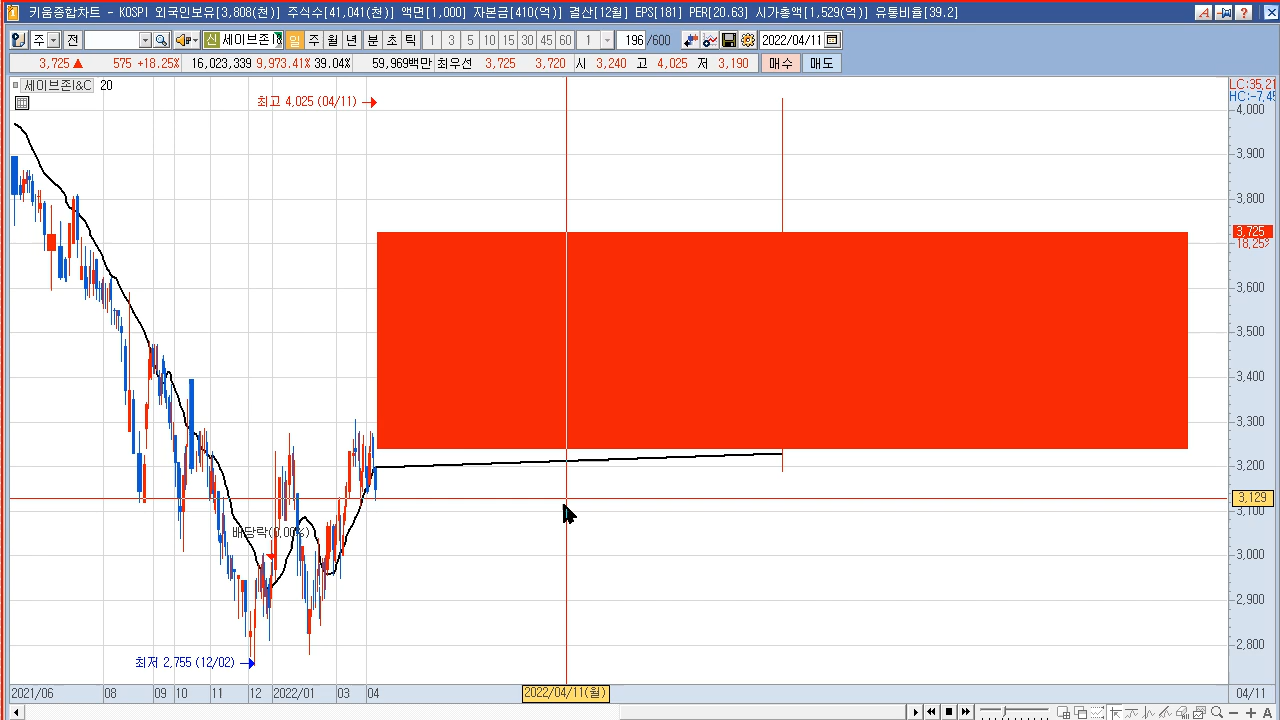 키움종합차트 - KOSPI 외국인보유[3,808(천)] 주식수[41,041(천)] 액면[1,000] 자본금[410(억)] 결산[12월] EPS[181] PER[20.63] 시가총액[1,529(억)] 유통비율[39.2]
주 전 신 세이브존I 일 주 월 년 분 초 틱 1 3 5 10 15 30 45 60 1 196 /600 2022/04/11
3,725 ▲ 575 +18.25% 16,023,339 9,973.41% 39.04% 59,969백만 최우선 3,725 3,720 시 3,240 고 4,025 저 3,190 매수 매도
세이브존I&C 20
LC:35,21
HC:-7,45
최고 4,025 (04/11) →
4,000
3,900
3,800
3,725
18,25%
3,600
3,500
3,400
3,300
3,200
3,129
3,100
배당락(0,00%)
3,000
2,900
2,800
최저 2,755 (12/02) →
2021/06 08 09 10 11 12 2022/01 03 04 2022/04/11(월) 04/11
A